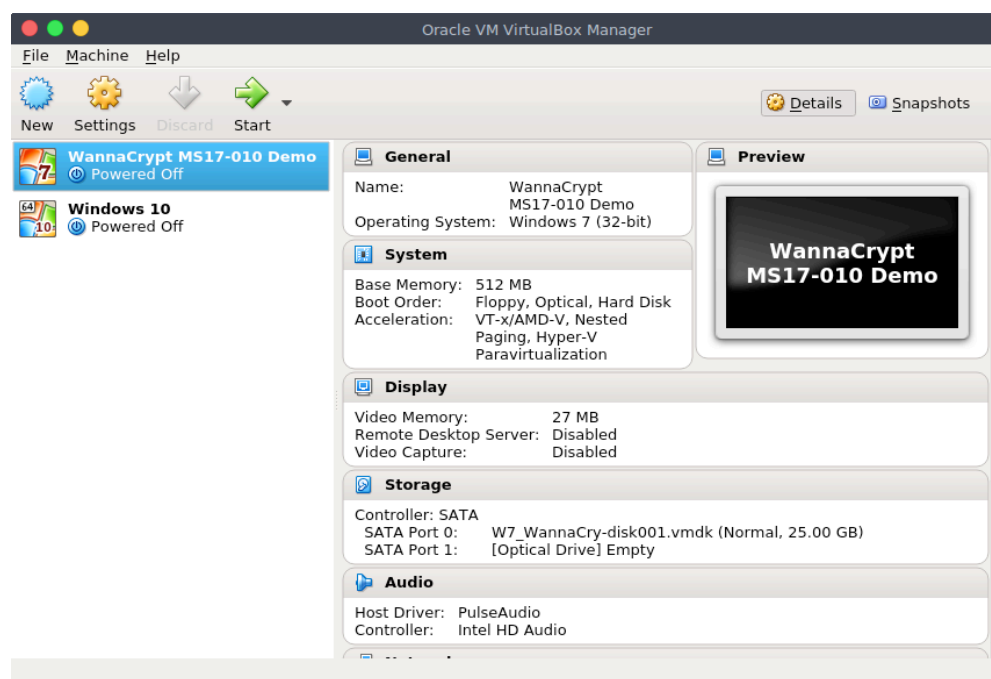 Oracle VM VirtualBox Manager
File Machine Help
New Settings Discard Start
Details Snapshots
WannaCrypt MS17-010 Demo
Powered Off
64
7
Windows 10
Powered Off
10
General
Name: WannaCrypt
MS17-010 Demo
Operating System: Windows 7 (32-bit)
System
Base Memory: 512 MB
Boot Order: Floppy, Optical, Hard Disk
Acceleration: VT-x/AMD-V, Nested
Paging, Hyper-V
Paravirtualization
Preview
WannaCrypt
MS17-010 Demo
Display
Video Memory: 27 MB
Remote Desktop Server: Disabled
Video Capture: Disabled
Storage
Controller: SATA
SATA Port 0: W7_WannaCry-disk001.vmdk (Normal, 25.00 GB)
SATA Port 1: [Optical Drive] Empty
Audio
Host Driver: PulseAudio
Controller: Intel HD Audio